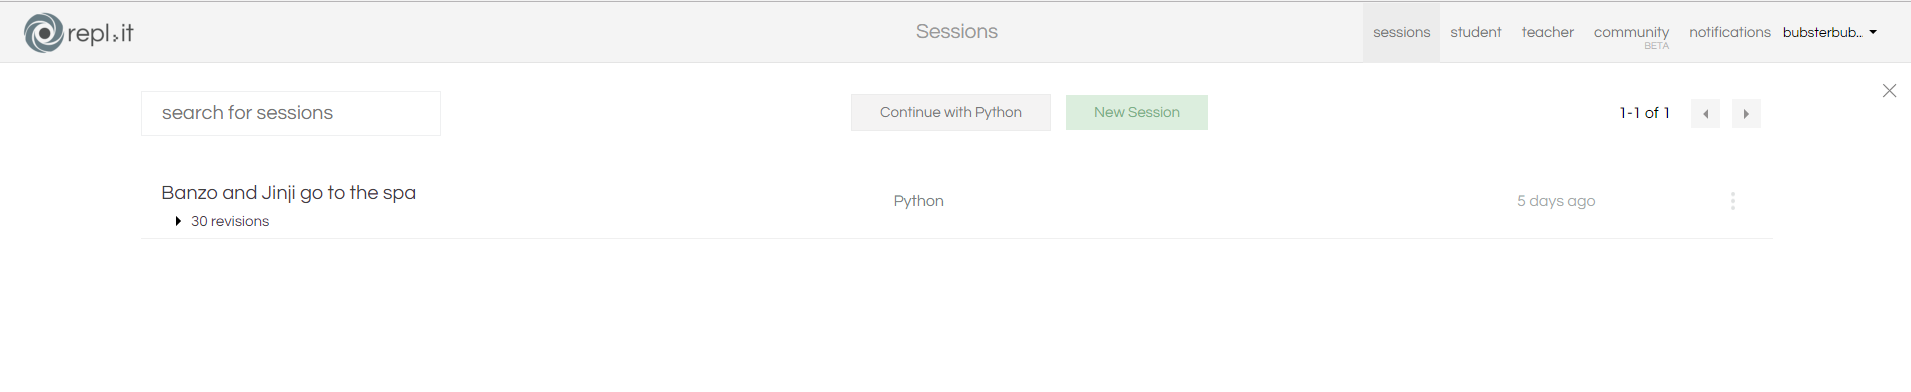 repl.it
Sessions
sessions student teacher community notifications bubsterbub..
BETA
search for sessions
Continue with Python
New Session
1-1 of 1
Banzo and Jinji go to the spa
Python
5 days ago
30 revisions